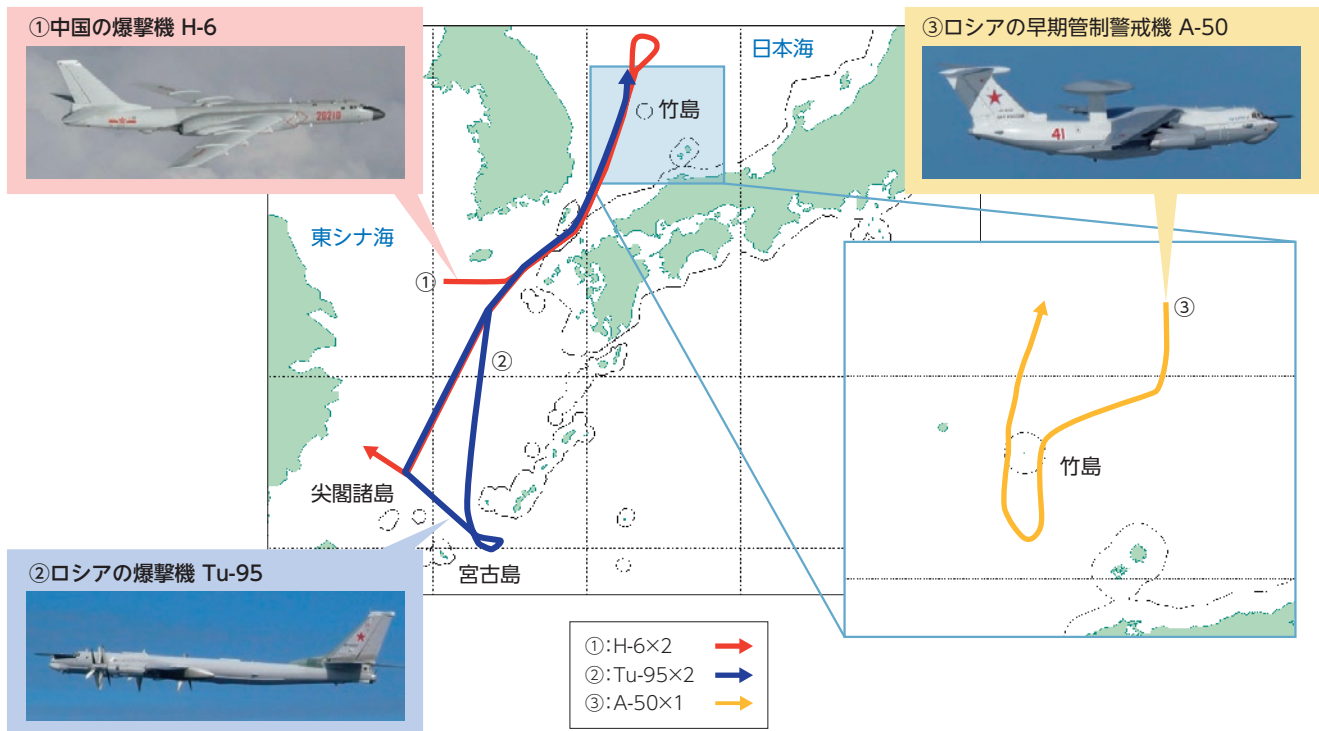 ①中国の爆撃機 H-6
20210
日本海
竹島
③ロシアの早期管制警戒機 A-50
41
東シナ海
①
②
③
竹島
尖閣諸島
宮古島
②ロシアの爆撃機 Tu-95
①:H-6×2
②:Tu-95×2
③:A-50×1